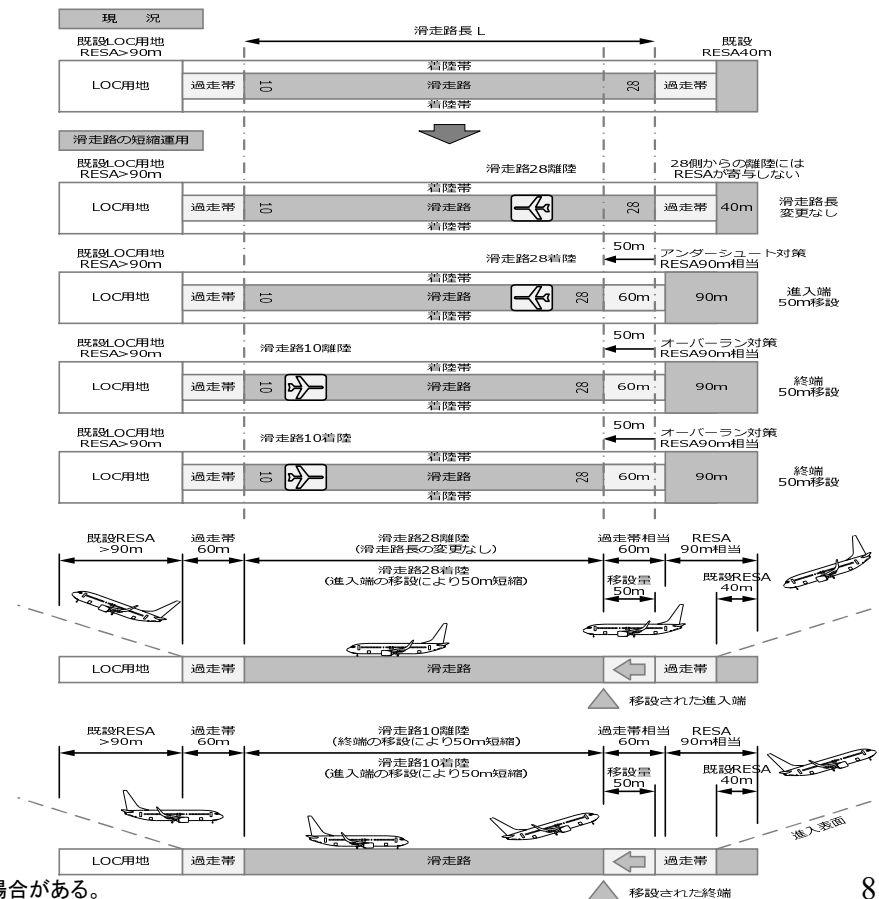 現　況
滑走路長 L
既設LOC用地
RESA>90m
既設
RESA40m
着陸帯
LOC用地 過走帯 10 滑走路 28 過走帯
着陸帯
滑走路の短縮運用
既設LOC用地
RESA>90m
滑走路28離陸
28側からの離陸には
RESAが寄与しない
着陸帯
LOC用地 過走帯 10 滑走路 28 過走帯 40m
着陸帯
滑走路長
変更なし
既設LOC用地
RESA>90m
滑走路28着陸
50m
アンダーシュート対策
RESA90m相当
着陸帯
LOC用地 過走帯 10 滑走路 28 60m 90m
着陸帯
進入端
50m移設
既設LOC用地
RESA>90m
滑走路10離陸
50m
オーバーラン対策
RESA90m相当
着陸帯
LOC用地 過走帯 10 滑走路 28 60m 90m
着陸帯
終端
50m移設
既設LOC用地
RESA>90m
滑走路10着陸
50m
オーバーラン対策
RESA90m相当
着陸帯
LOC用地 過走帯 10 滑走路 28 60m 90m
着陸帯
終端
50m移設
既設RESA
>90m
過走帯
60m
滑走路28離陸
(滑走路長の変更なし)
滑走路28着陸
(進入端の移設により50m短縮)
過走帯相当
60m
RESA
90m相当
移設量
50m
既設RESA
40m
LOC用地 過走帯 滑走路 過走帯
移設された進入端
既設RESA
>90m
過走帯
60m
滑走路10離陸
(終端の移設により50m短縮)
滑走路10着陸
(進入端の移設により50m短縮)
過走帯相当
60m
RESA
90m相当
移設量
50m
既設RESA
40m
進入表面
LOC用地 過走帯 滑走路 過走帯
移設された終端
場合がある。
8